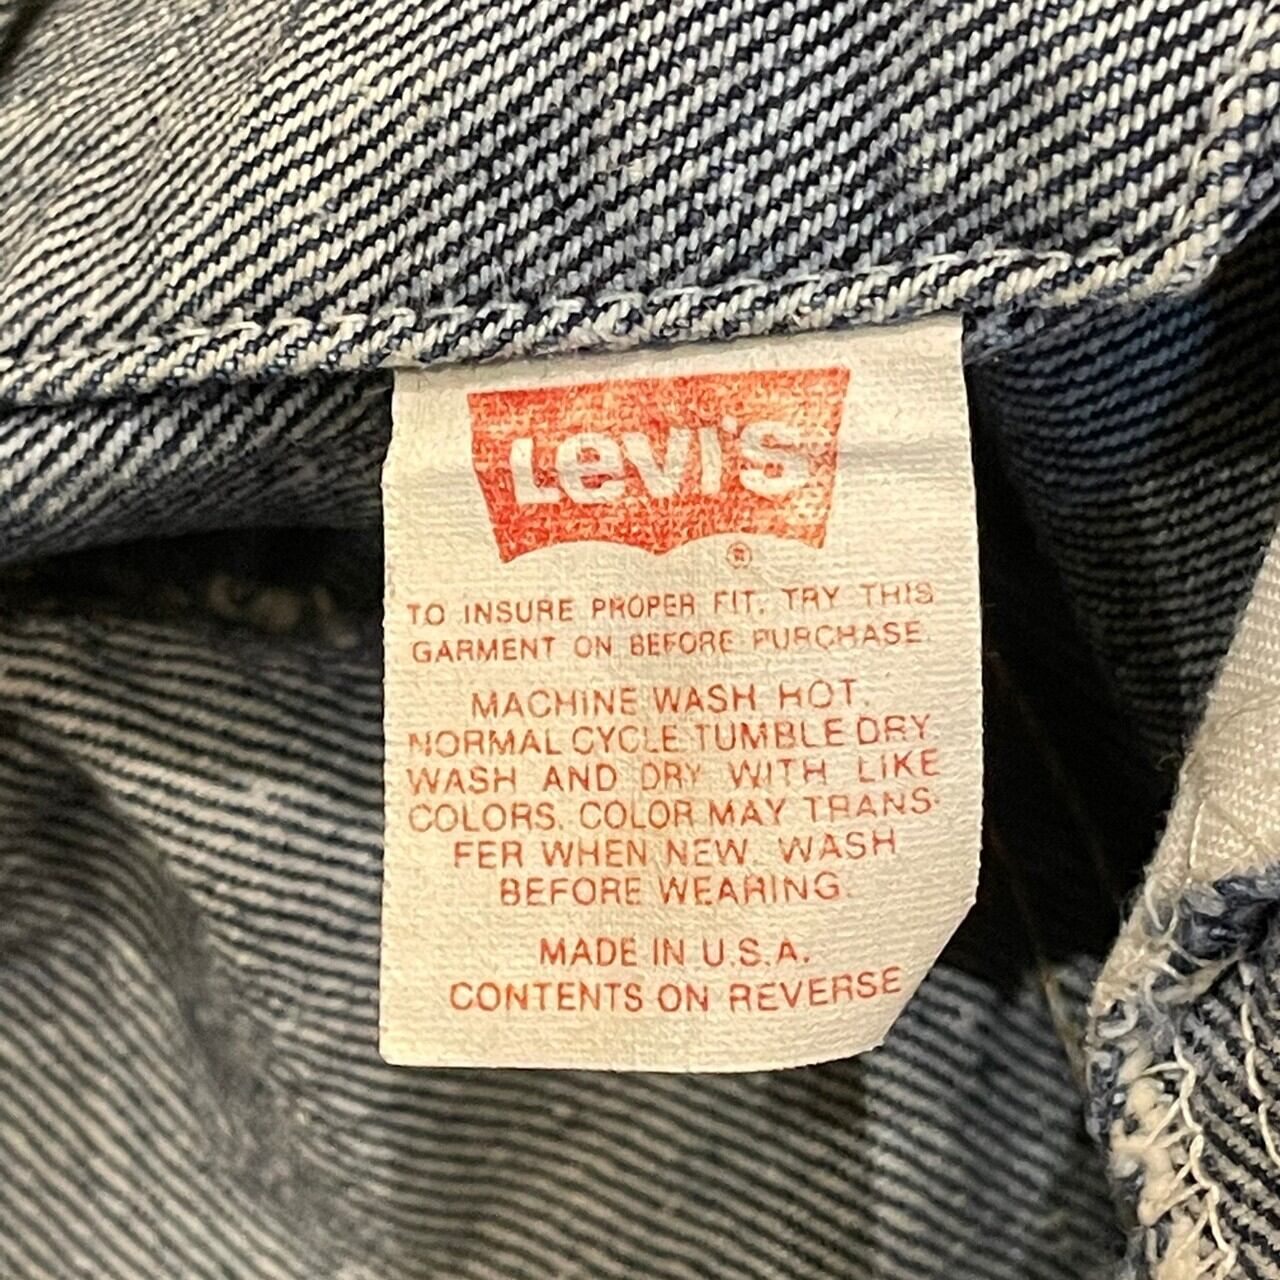 Levi's
®
TO INSURE PROPER FIT, TRY THIS
GARMENT ON BEFORE PURCHASE.
MACHINE WASH HOT.
NORMAL CYCLE TUMBLE DRY
WASH AND DRY WITH LIKE
COLORS. COLOR MAY TRANS-
FER WHEN NEW. WASH
BEFORE WEARING
MADE IN U.S.A.
CONTENTS ON REVERSE